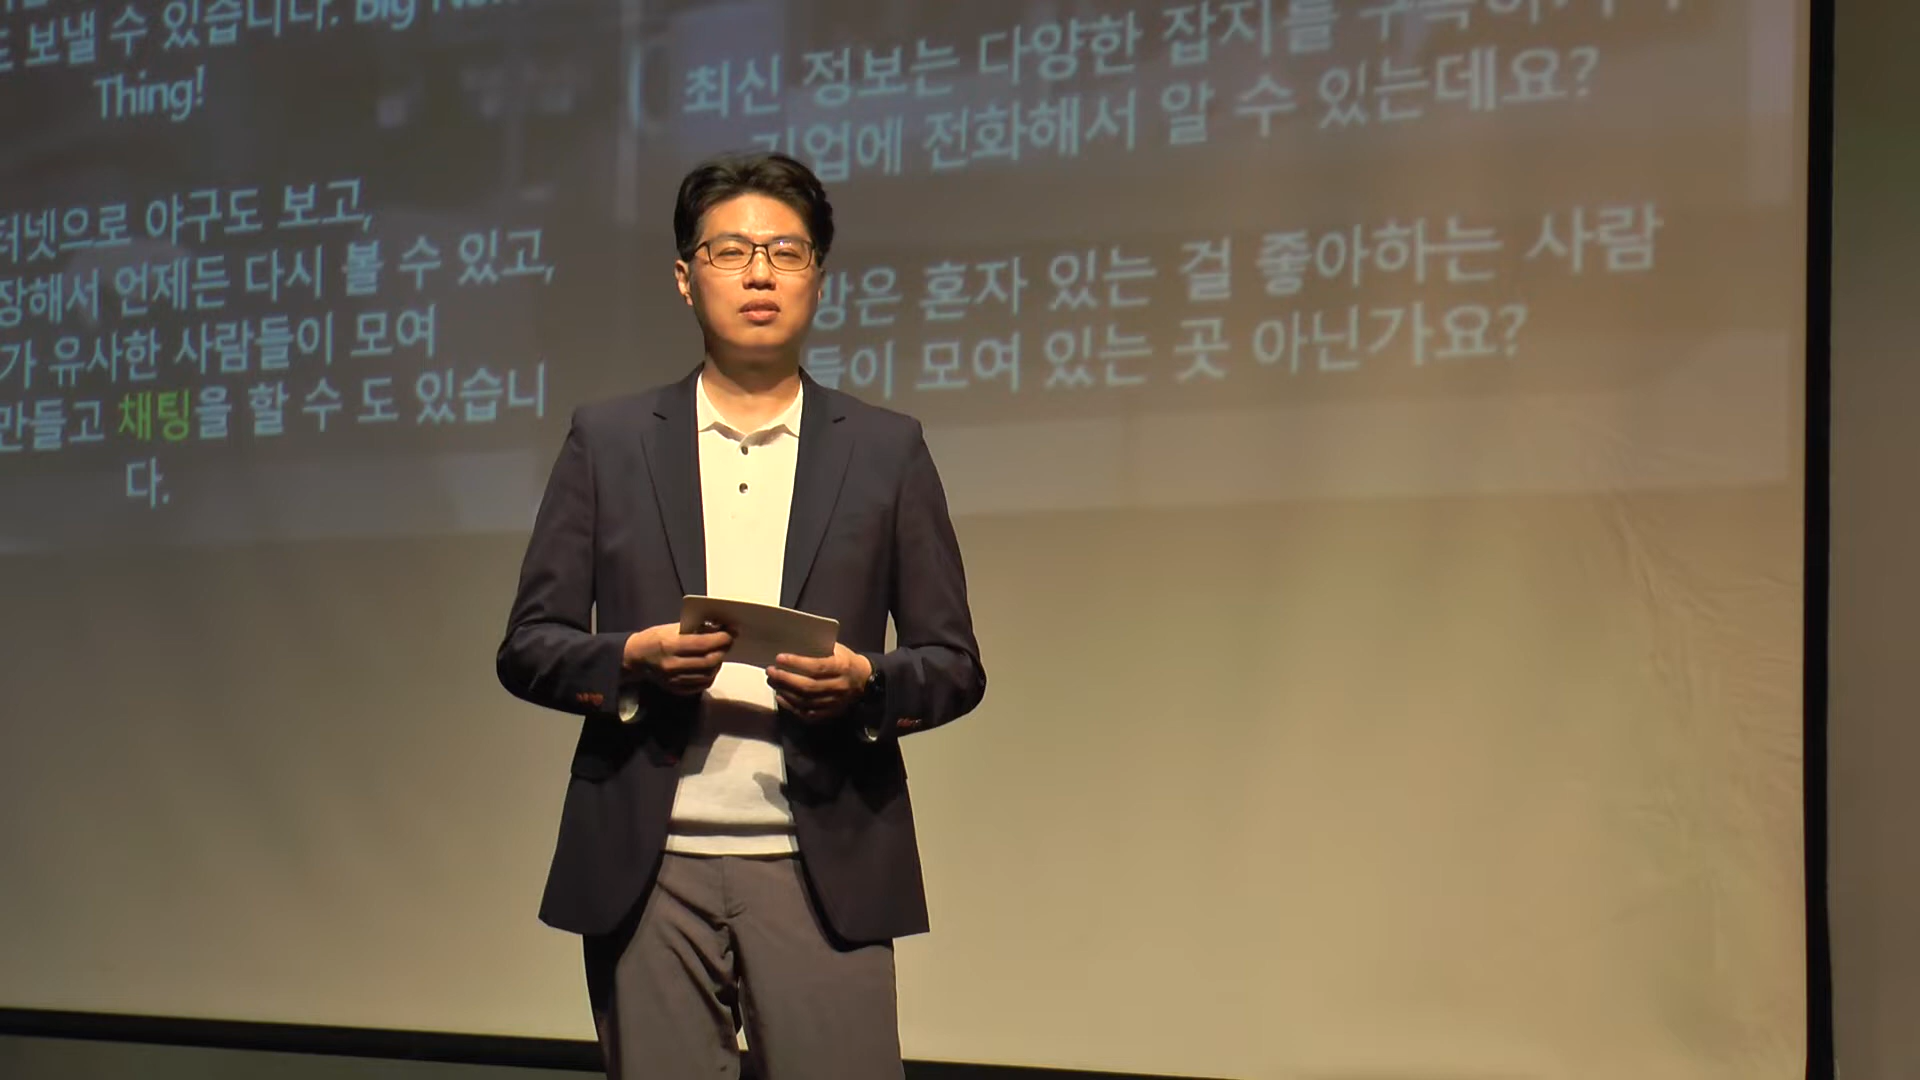 보낼 수 있습니다. Big
Thing!
터넷으로 야구도 보고,
장해서 언제든 다시 볼 수 있고,
가 유사한 사람들이 모여
만들고 채팅을 할 수 도 있습니
다.
최신 정보는 다양한 잡지를
기업에 전화해서 알 수 있는데요?
망은 혼자 있는 걸 좋아하는 사람
들이 모여 있는 곳 아닌가요?